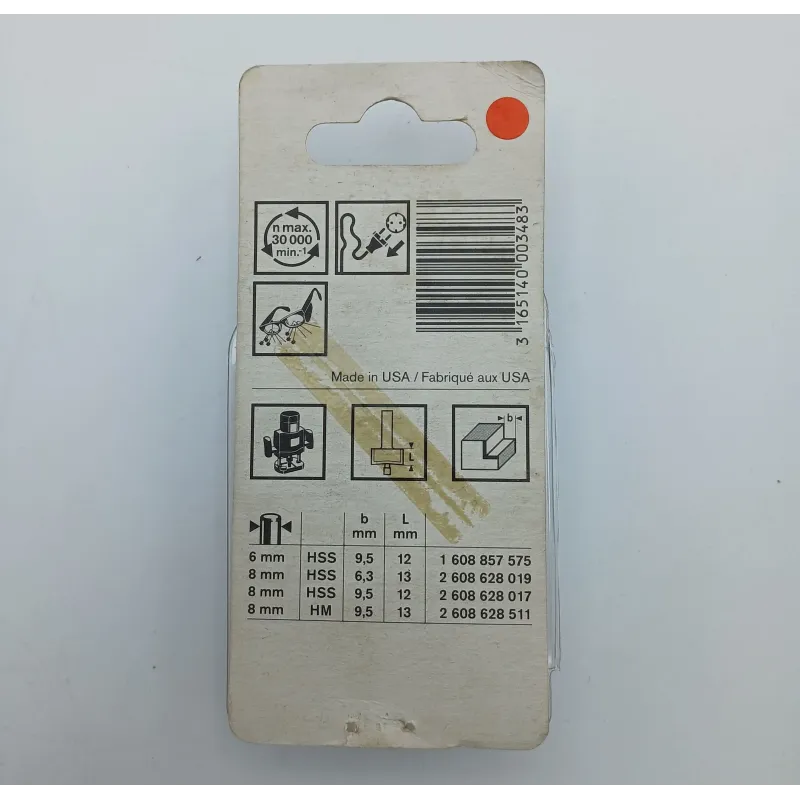 n max.
30 000
min.-1
3 165140 003483
Made in USA / Fabriqué aux USA
b
L
b L
mm mm
6 mm HSS 9,5 12 1 608 857 575
8 mm HSS 6,3 13 2 608 628 019
8 mm HSS 9,5 12 2 608 628 017
8 mm HM 9,5 13 2 608 628 511